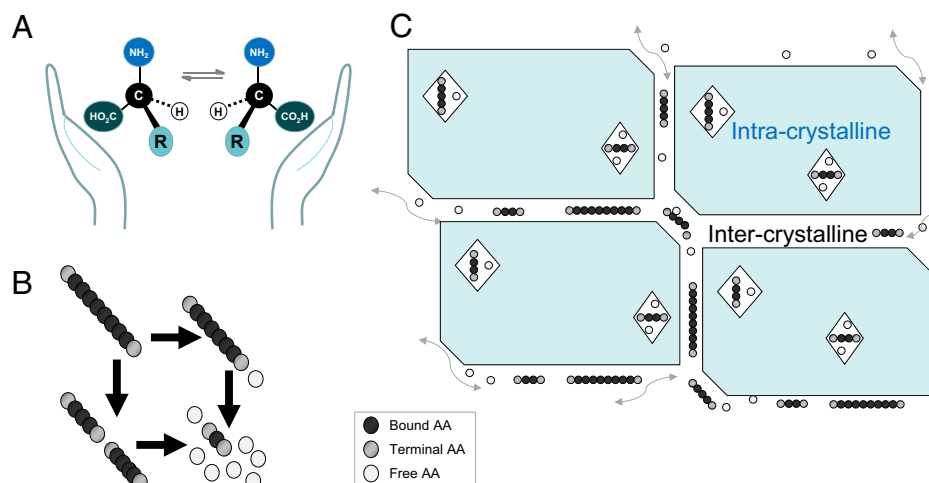 A
NH₂
NH₂
C
C
H
H
HO₂C
CO₂H
R
R
B
C
Intra-crystalline
Inter-crystalline
Bound AA
Terminal AA
Free AA